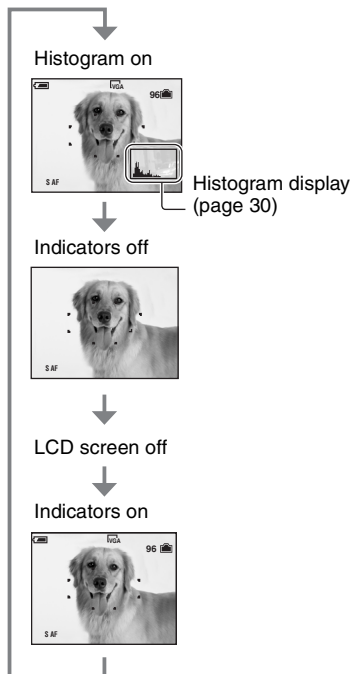 Histogram on
VGA
96
S AF
Histogram display
(page 30)
Indicators off
S AF
LCD screen off
Indicators on
VGA
96
S AF